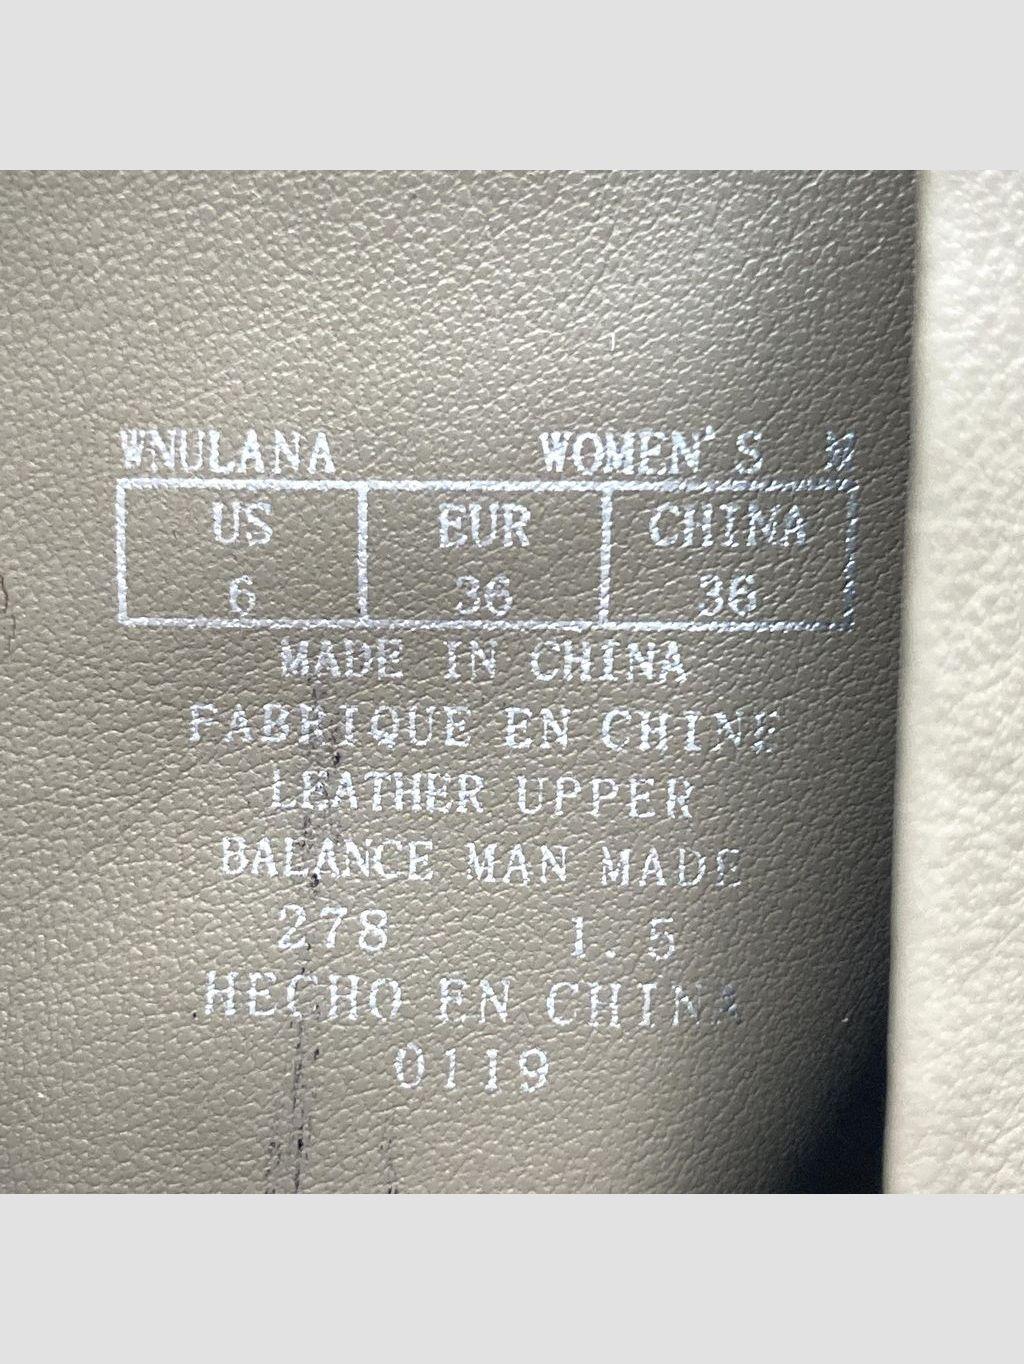 WNULANA WOMEN'S M
US EUR CHINA
6 36 36
MADE IN CHINA
FABRIQUE EN CHINE
LEATHER UPPER
BALANCE MAN MADE
278 1.5
HECHO EN CHINA
0119